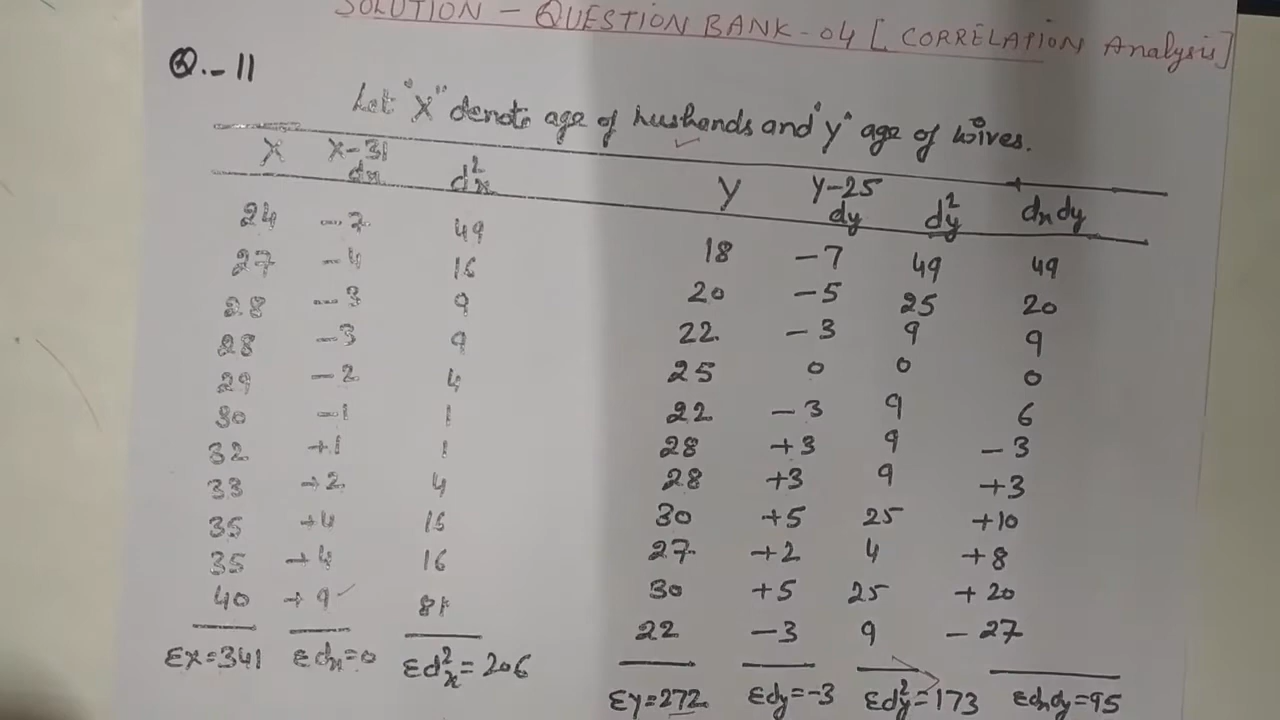 SOLUTION - QUESTION BANK-04 [CORRELATION Analysis]
Q.-11
Let "X" denote age of husbands and "y" age of wives.
X X-31 dx d²x Y Y-25 dy d²y dxdy
24 -7 49 18 -7 49 49
27 -4 16 20 -5 25 20
28 -3 9 22 -3 9 9
28 -3 9 25 0 0 0
29 -2 4 22 -3 9 6
30 -1 1 28 +3 9 -3
32 +1 1 28 +3 9 +3
33 +2 4 30 +5 25 +10
35 +4 16 27 +2 4 +8
35 +4 16 30 +5 25 +20
40 +9 81 22 -3 9 -27
Σx=341 Σdx=0 Σd²x=206 Σy=272 Σdy=-3 Σd²y=173 Σdxdy=95